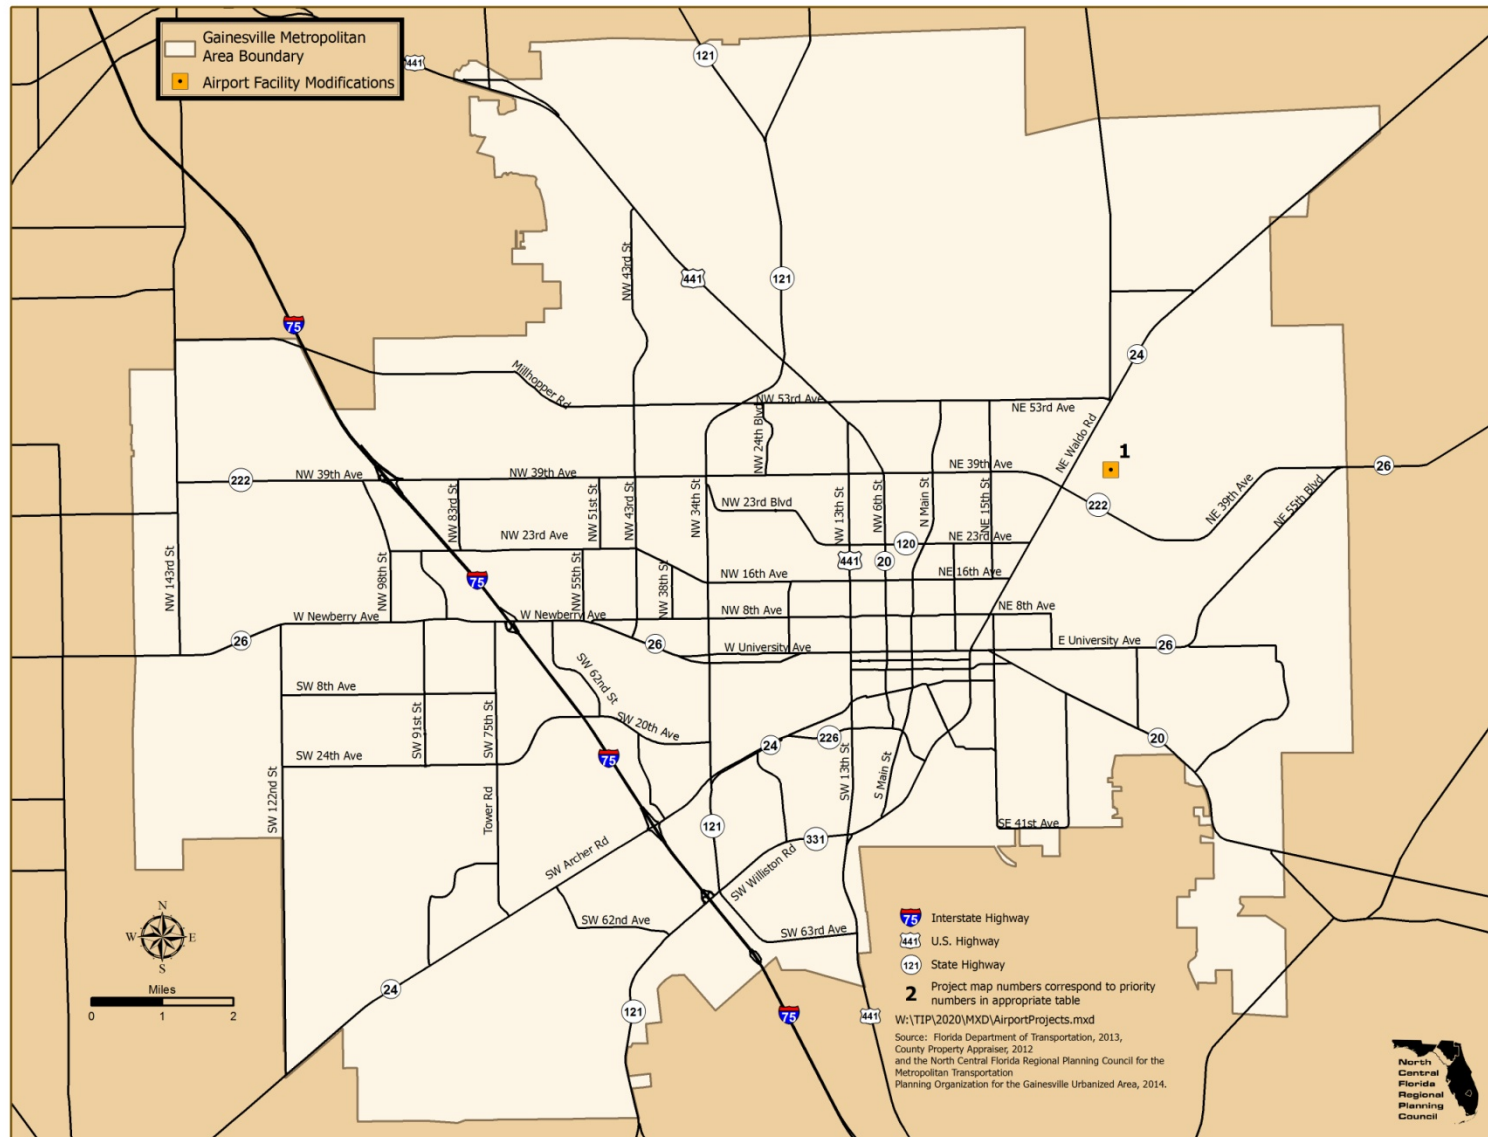 Gainesville Metropolitan
Area Boundary
Airport Facility Modifications
441
121
NW 43rd St
441
121
75
24
Millhopper Rd
NW 53rd Ave
NE 53rd Ave
NW 24th Blvd
NE Waldo Rd
1
222
NW 39th Ave
NW 39th Ave
NE 39th Ave
26
222
NE 39th Ave
NE 55th Blvd
NW 83rd St
NW 51st St
NW 43rd St
NW 34th St
NW 23rd Blvd
NW 13th St
NW 6th St
N Main St
NE 15th St
NW 23rd Ave
120
NE 23rd Ave
441
20
NW 143rd St
NW 98th St
75
NW 55th St
NW 38th St
NW 16th Ave
NE 16th Ave
W Newberry Ave
W Newberry Ave
NW 8th Ave
NE 8th Ave
26
26
W University Ave
E University Ave
26
SW 62nd St
SW 8th Ave
SW 91st St
SW 75th St
SW 20th Ave
24
226
20
SW 24th Ave
75
SW 122nd St
Tower Rd
SW 13th St
S Main St
121
331
SE 41st Ave
SW Archer Rd
SW Williston Rd
SW 62nd Ave
SW 63rd Ave
24
121
75
441
N
W
E
S
Miles
0 1 2
75 Interstate Highway
441 U.S. Highway
121 State Highway
2 Project map numbers correspond to priority
numbers in appropriate table
W:\TIP\2020\MXD\AirportProjects.mxd
Source: Florida Department of Transportation, 2013,
County Property Appraiser, 2012
and the North Central Florida Regional Planning Council for the
Metropolitan Transportation
Planning Organization for the Gainesville Urbanized Area, 2014.
North
Central
Florida
Regional
Planning
Council